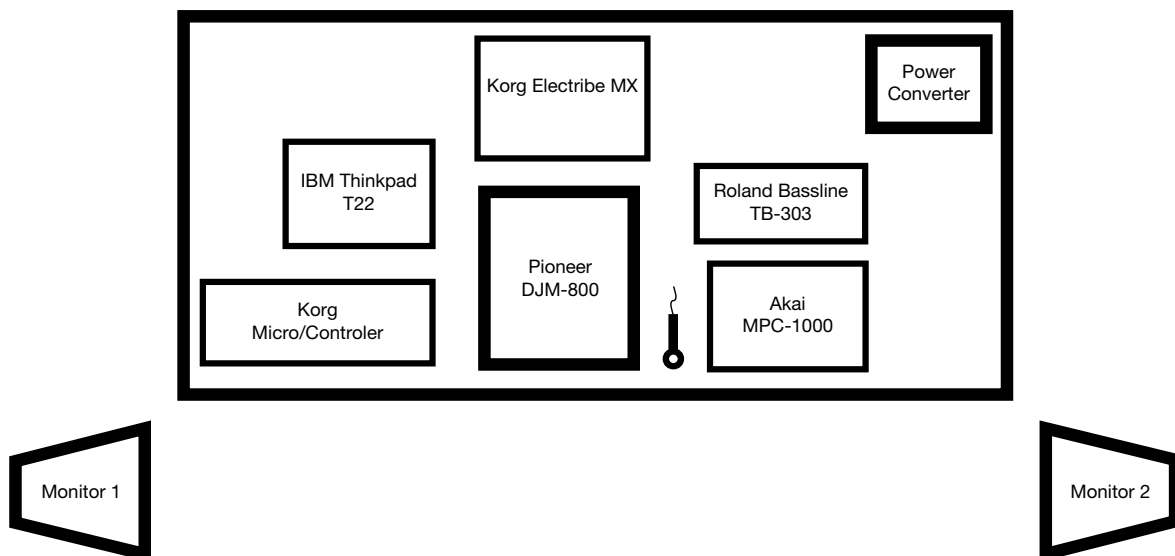 Korg Electribe MX
Power
Converter
IBM Thinkpad
T22
Roland Bassline
TB-303
Pioneer
DJM-800
Korg
Micro/Controler
Akai
MPC-1000
Monitor 1
Monitor 2